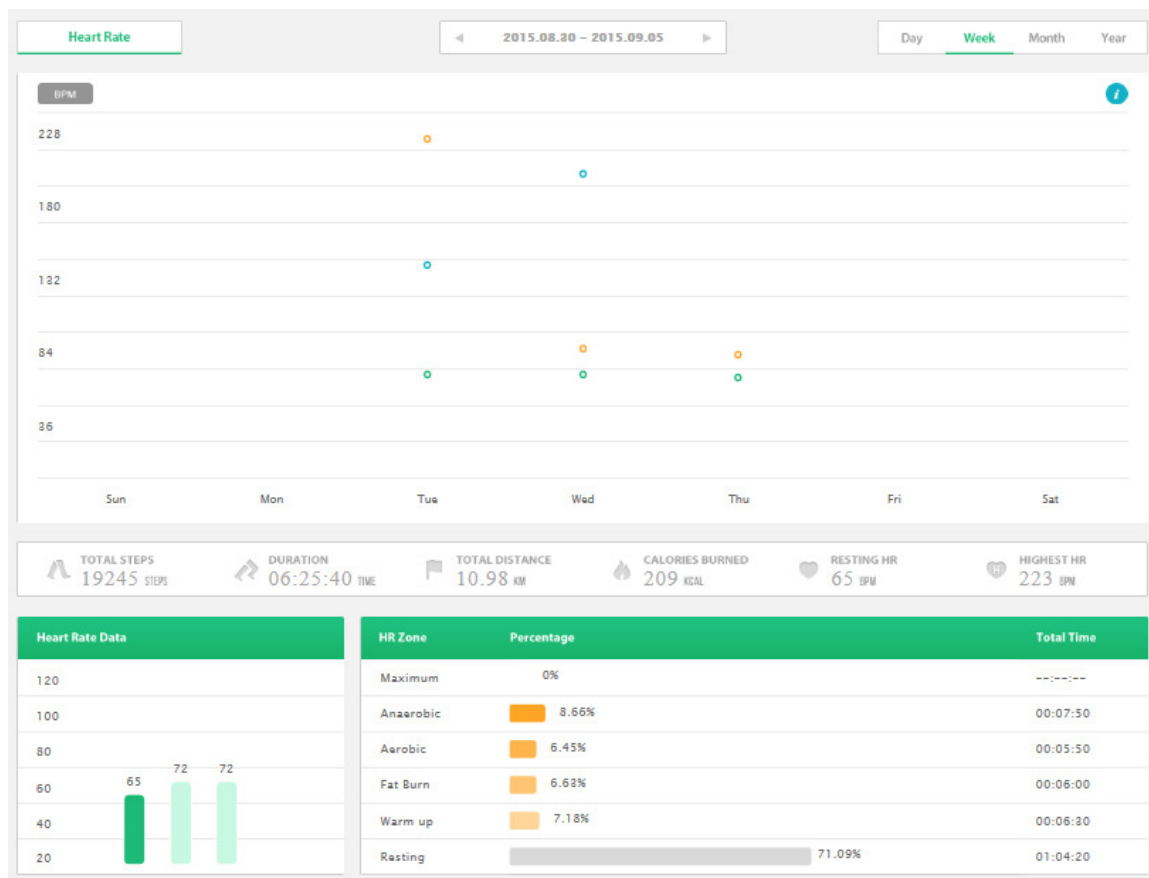 Heart Rate
2015.08.30 – 2015.09.05
Day Week Month Year
BPM
i
228
180
132
84
36
Sun Mon Tue Wed Thu Fri Sat
TOTAL STEPS
19245 STEPS
DURATION
06:25:40 TIME
TOTAL DISTANCE
10.98 KM
CALORIES BURNED
209 KCAL
RESTING HR
65 BPM
H
HIGHEST HR
223 BPM
Heart Rate Data
120
100
80
60
40
20
65 72 72
HR Zone Percentage Total Time
Maximum 0% --:--:--
Anaerobic 8.66% 00:07:50
Aerobic 6.45% 00:05:50
Fat Burn 6.63% 00:06:00
Warm up 7.18% 00:06:30
Resting 71.09% 01:04:20